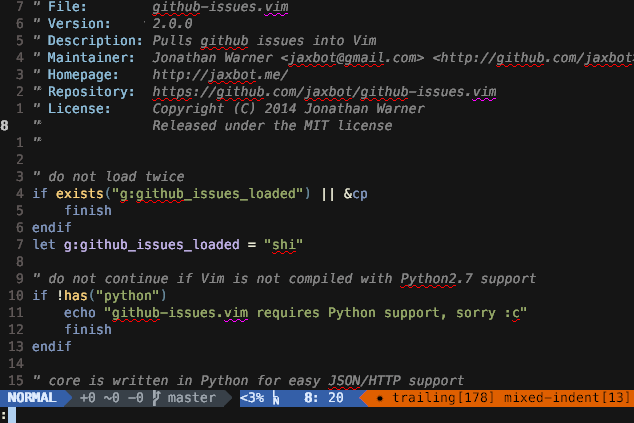 7 " File: github-issues.vim
6 " Version: 2.0.0
5 " Description: Pulls github issues into Vim
4 " Maintainer: Jonathan Warner <jaxbot@gmail.com> <http://github.com/jaxbot>
3 " Homepage: http://jaxbot.me/
2 " Repository: https://github.com/jaxbot/github-issues.vim
1 " License: Copyright (C) 2014 Jonathan Warner
8 " Released under the MIT license
1 "
2
3 " do not load twice
4 if exists("g:github_issues_loaded") || &cp
5 finish
6 endif
7 let g:github_issues_loaded = "shi"
8
9 " do not continue if Vim is not compiled with Python2.7 support
10 if !has("python")
11 echo "github-issues.vim requires Python support, sorry :c"
12 finish
13 endif
14
15 " core is written in Python for easy JSON/HTTP support
NORMAL +0 ~0 -0 master <3% LN 8: 20 ✹ trailing[178] mixed-indent[13]
: